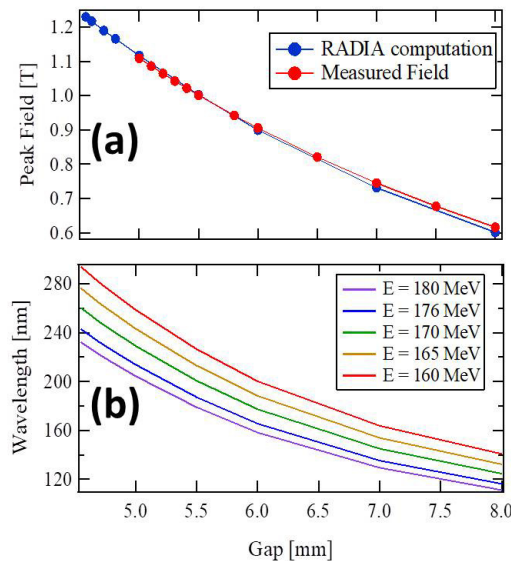 1.2
1.1
1.0
0.9
0.8
0.7
0.6
Peak Field [T]
(a)
RADIA computation
Measured Field
280
240
200
160
120
Wavelength [nm]
(b)
E = 180 MeV
E = 176 MeV
E = 170 MeV
E = 165 MeV
E = 160 MeV
5.0 5.5 6.0 6.5 7.0 7.5 8.0
Gap [mm]